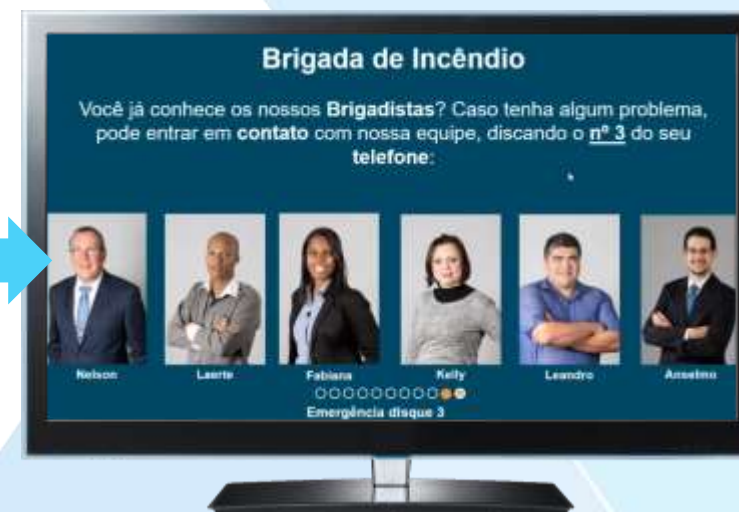 Brigada de Incêndio
Você já conhece os nossos Brigadistas? Caso tenha algum problema,
pode entrar em contato com nossa equipe, discando o nº 3 do seu
telefone:
Nelson Laerte Fabiana Kelly Leandro Anselmo
Emergência disque 3